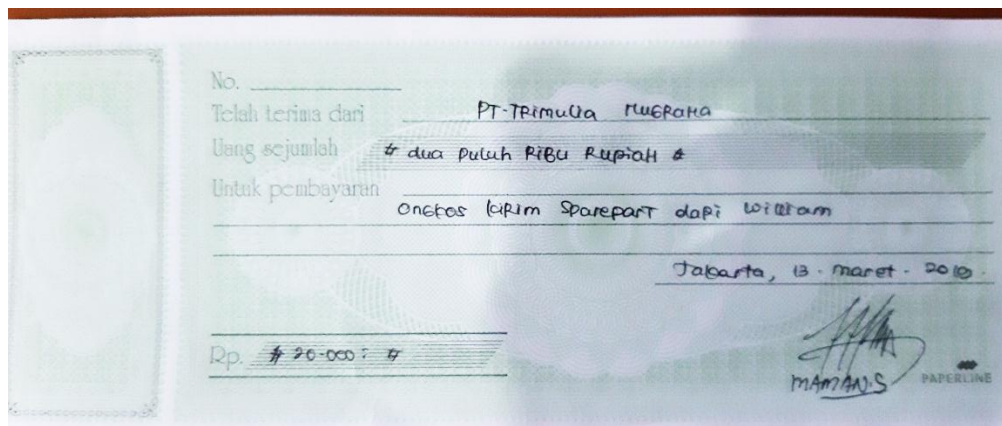 No.
Telah terima dari PT-TRimulia NUGRAHA
Uang sejumlah # dua Puluh RiBu RupiaH #
Untuk pembayaran
ongkos kiRim SparepaRT daRi William
Jakarta, 13 - maret -
Rp. # 20-000 : #
MAMAN.S
PAPERLINE